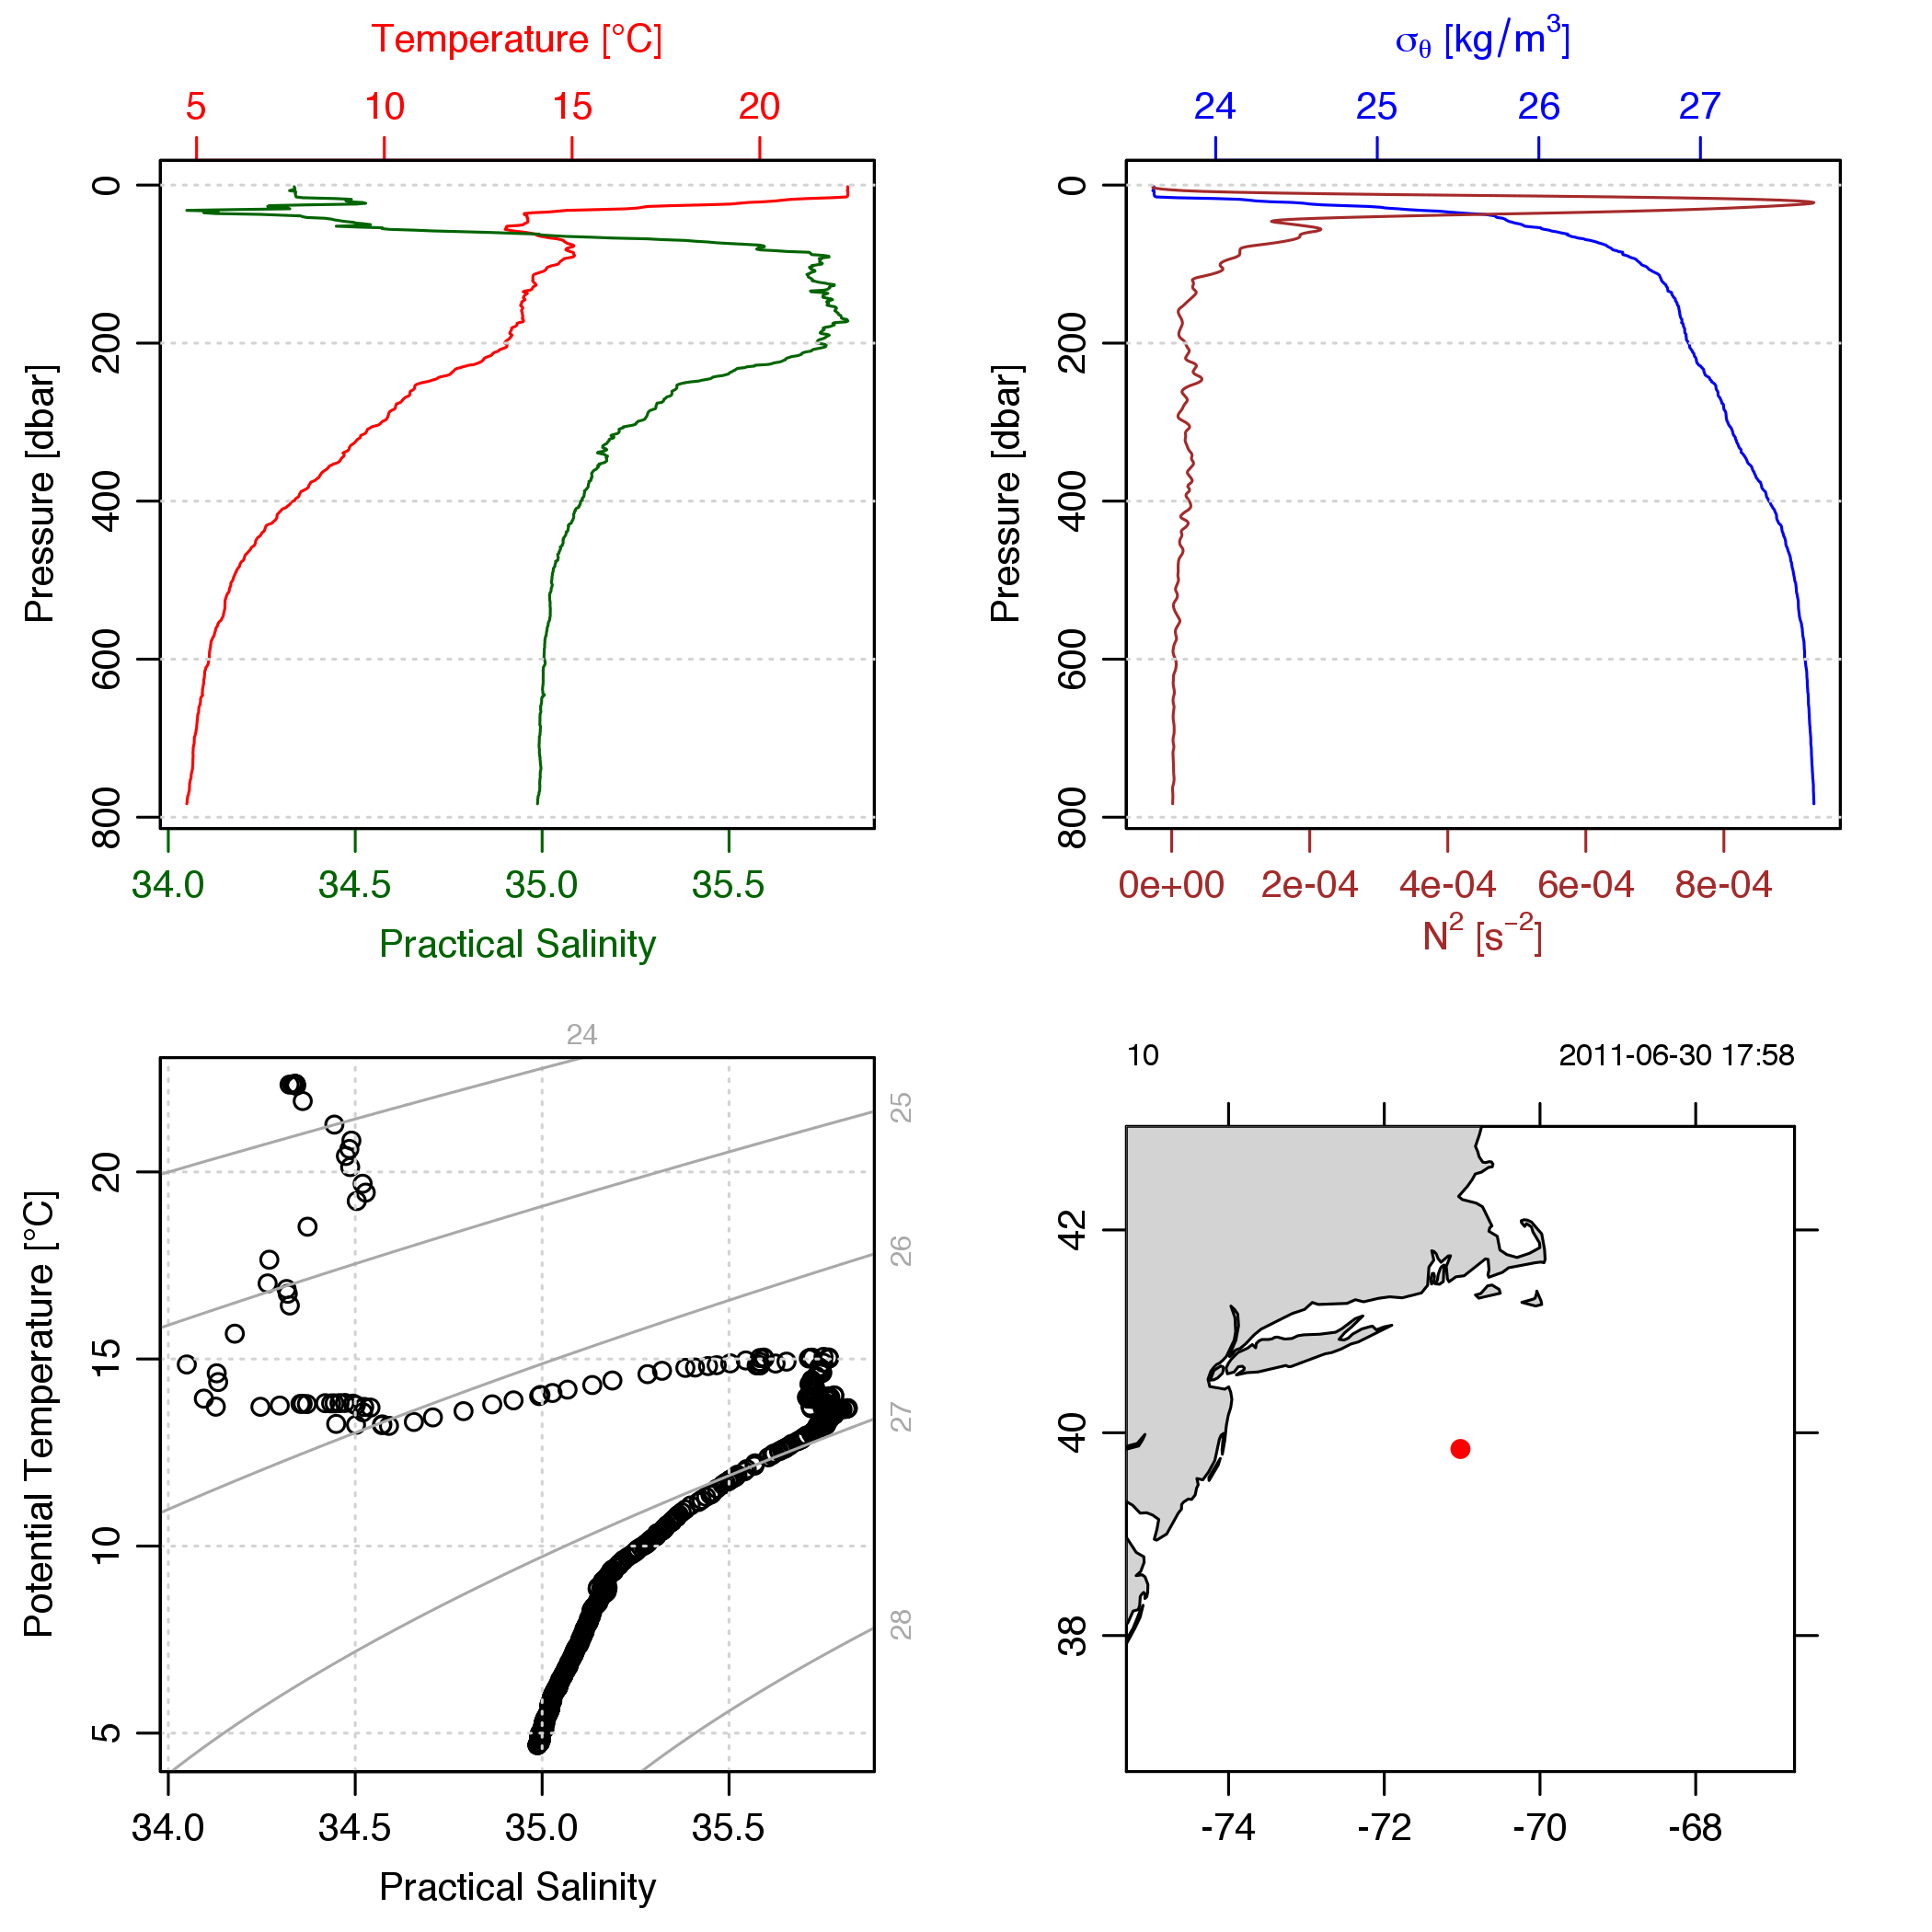 Temperature [°C]
5 10 15 20
0
200
400
600
800
Pressure [dbar]
34.0 34.5 35.0 35.5
Practical Salinity
σθ [kg/m³]
24 25 26 27
0
200
400
600
800
Pressure [dbar]
0e+00 2e-04 4e-04 6e-04 8e-04
N² [s⁻²]
24
25
26
27
28
20
15
10
5
Potential Temperature [°C]
34.0 34.5 35.0 35.5
Practical Salinity
10 2011-06-30 17:58
42
40
38
-74 -72 -70 -68